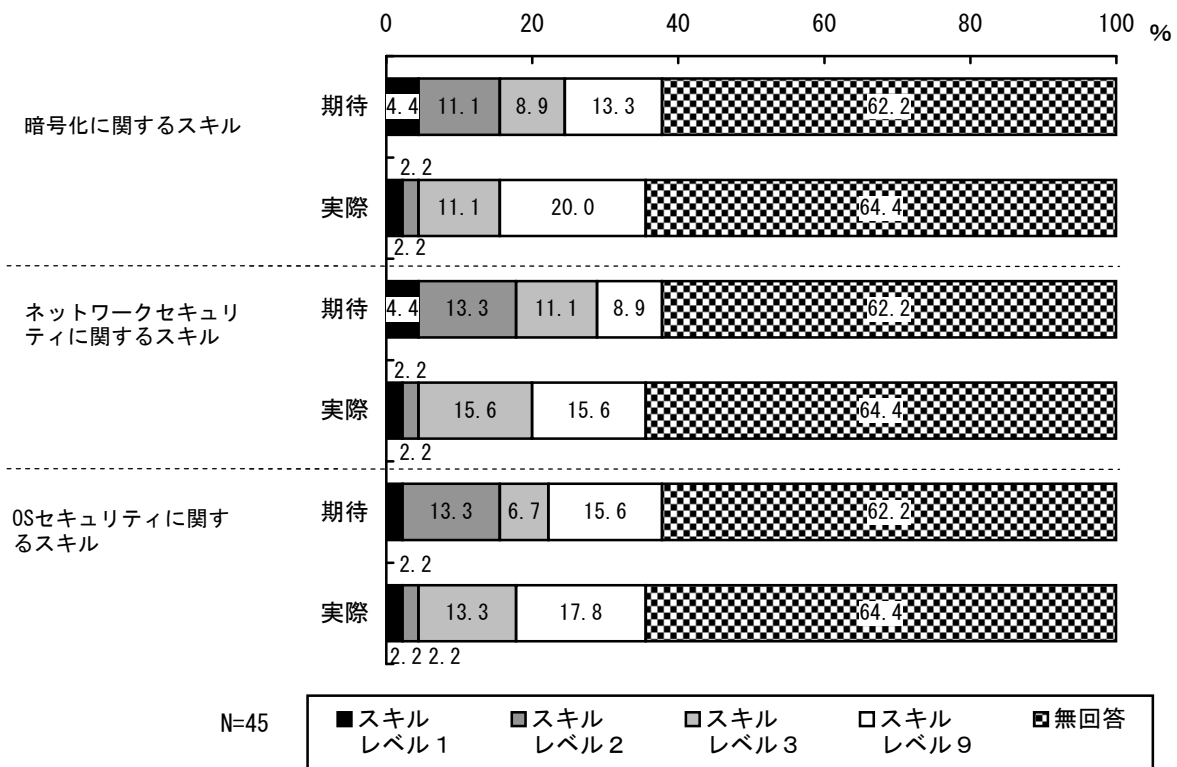 0 20 40 60 80 100 %
暗号化に関するスキル
期待 4.4 11.1 8.9 13.3 62.2
2.2
実際 11.1 20.0 64.4
2.2
ネットワークセキュリ
ティに関するスキル
期待 4.4 13.3 11.1 8.9 62.2
2.2
実際 15.6 15.6 64.4
2.2
OSセキュリティに関す
るスキル
期待 13.3 6.7 15.6 62.2
2.2
実際 13.3 17.8 64.4
2.2 2.2
N=45
スキル
レベル1
スキル
レベル2
スキル
レベル3
スキル
レベル9
無回答